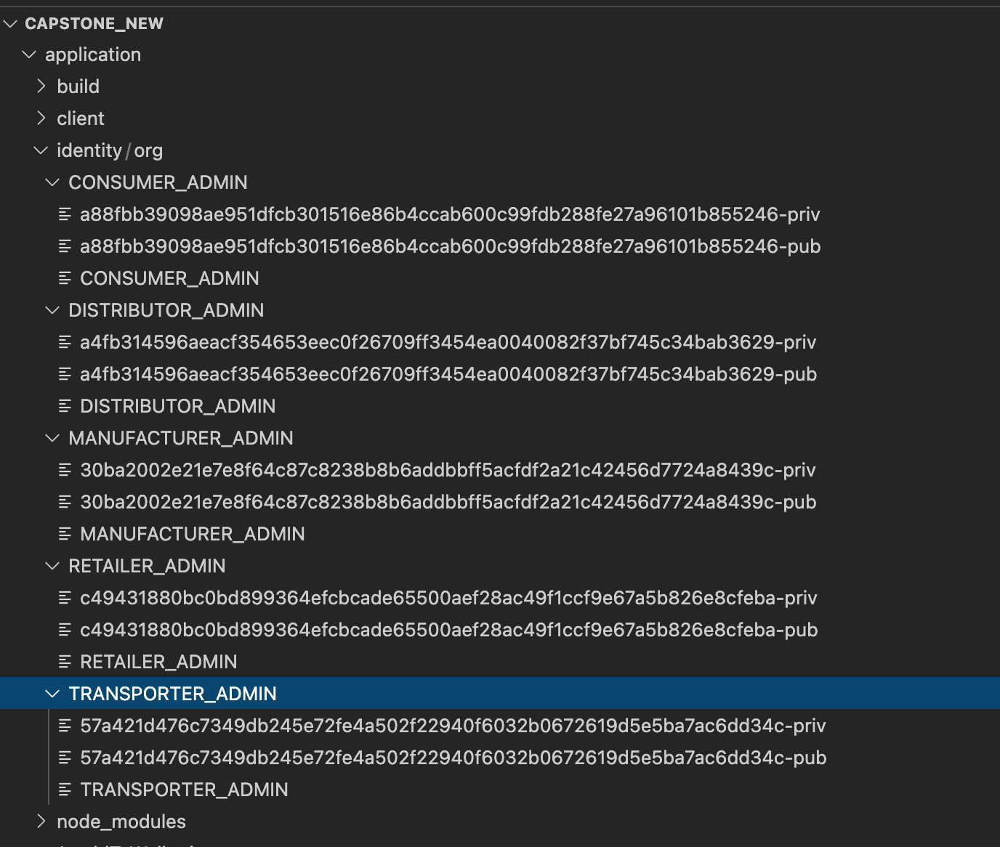 CAPSTONE_NEW
application
build
client
identity/org
CONSUMER_ADMIN
a88fbb39098ae951dfcb301516e86b4ccab600c99fdb288fe27a96101b855246-priv
a88fbb39098ae951dfcb301516e86b4ccab600c99fdb288fe27a96101b855246-pub
CONSUMER_ADMIN
DISTRIBUTOR_ADMIN
a4fb314596aeacf354653eec0f26709ff3454ea0040082f37bf745c34bab3629-priv
a4fb314596aeacf354653eec0f26709ff3454ea0040082f37bf745c34bab3629-pub
DISTRIBUTOR_ADMIN
MANUFACTURER_ADMIN
30ba2002e21e7e8f64c87c8238b8b6addbbff5acfdf2a21c42456d7724a8439c-priv
30ba2002e21e7e8f64c87c8238b8b6addbbff5acfdf2a21c42456d7724a8439c-pub
MANUFACTURER_ADMIN
RETAILER_ADMIN
c49431880bc0bd899364efcbcade65500aef28ac49f1ccf9e67a5b826e8cfeba-priv
c49431880bc0bd899364efcbcade65500aef28ac49f1ccf9e67a5b826e8cfeba-pub
RETAILER_ADMIN
TRANSPORTER_ADMIN
57a421d476c7349db245e72fe4a502f22940f6032b0672619d5e5ba7ac6dd34c-priv
57a421d476c7349db245e72fe4a502f22940f6032b0672619d5e5ba7ac6dd34c-pub
TRANSPORTER_ADMIN
node_modules